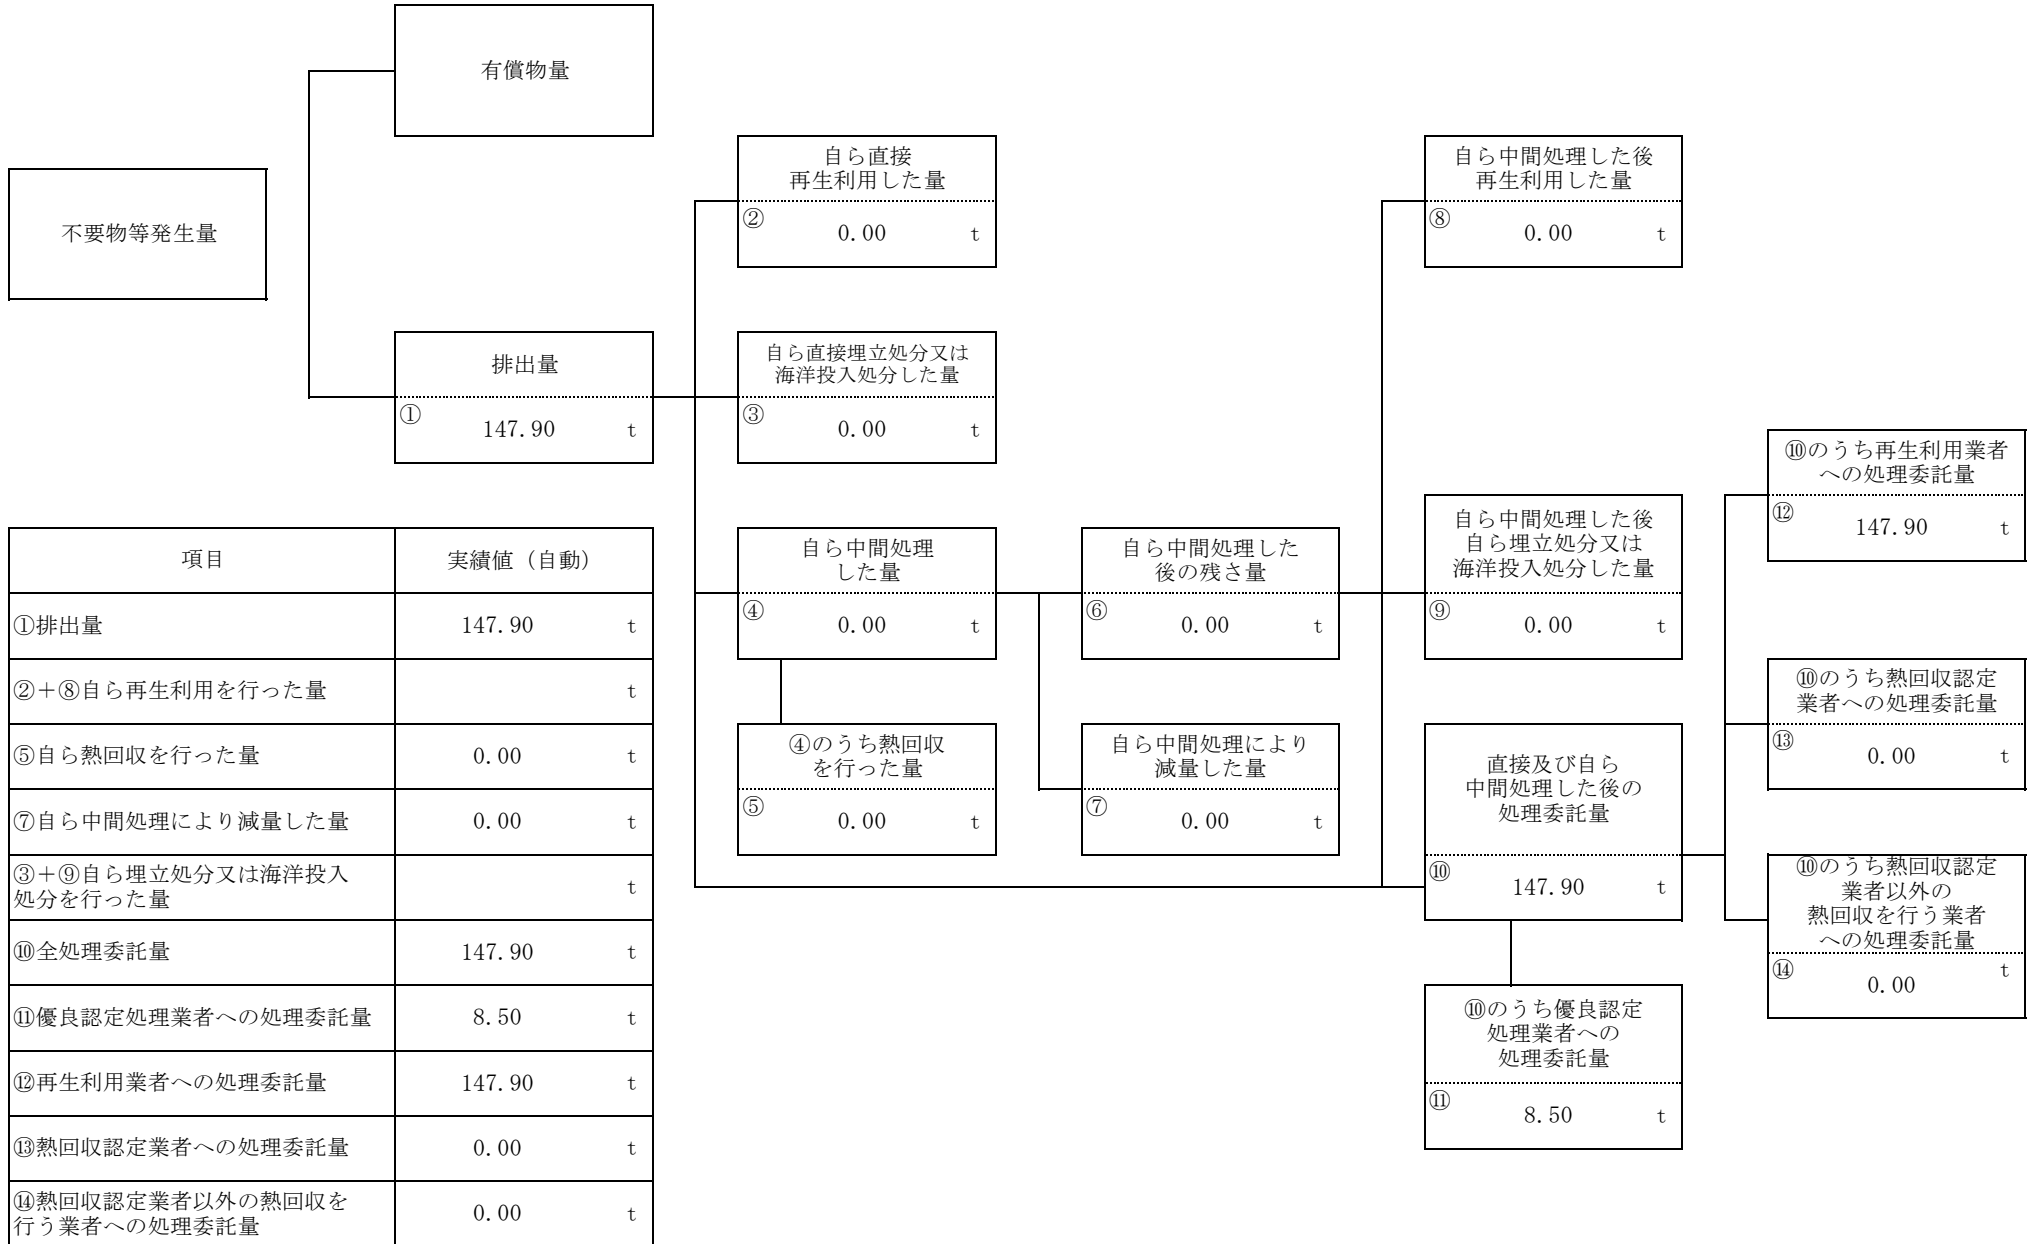 有償物量
不要物等発生量
自ら直接
再生利用した量
② 0.00 t
自ら中間処理した後
再生利用した量
⑧ 0.00 t
排出量
① 147.90 t
自ら直接埋立処分又は
海洋投入処分した量
③ 0.00 t
自ら中間処理
した量
④ 0.00 t
自ら中間処理した
後の残さ量
⑥ 0.00 t
自ら中間処理した後
自ら埋立処分又は
海洋投入処分した量
⑨ 0.00 t
⑩のうち再生利用業者
への処理委託量
⑫ 147.90 t
④のうち熱回収
を行った量
⑤ 0.00 t
自ら中間処理により
減量した量
⑦ 0.00 t
直接及び自ら
中間処理した後の
処理委託量
⑩ 147.90 t
⑩のうち熱回収認定
業者への処理委託量
⑬ 0.00 t
⑩のうち熱回収認定
業者以外の
熱回収を行う業者
への処理委託量
⑭ 0.00 t
⑩のうち優良認定
処理業者への
処理委託量
⑪ 8.50 t
項目 実績値（自動）
①排出量 147.90 t
②＋⑧自ら再生利用を行った量 t
⑤自ら熱回収を行った量 0.00 t
⑦自ら中間処理により減量した量 0.00 t
③＋⑨自ら埋立処分又は海洋投入
処分を行った量 t
⑩全処理委託量 147.90 t
⑪優良認定処理業者への処理委託量 8.50 t
⑫再生利用業者への処理委託量 147.90 t
⑬熱回収認定業者への処理委託量 0.00 t
⑭熱回収認定業者以外の熱回収を
行う業者への処理委託量 0.00 t